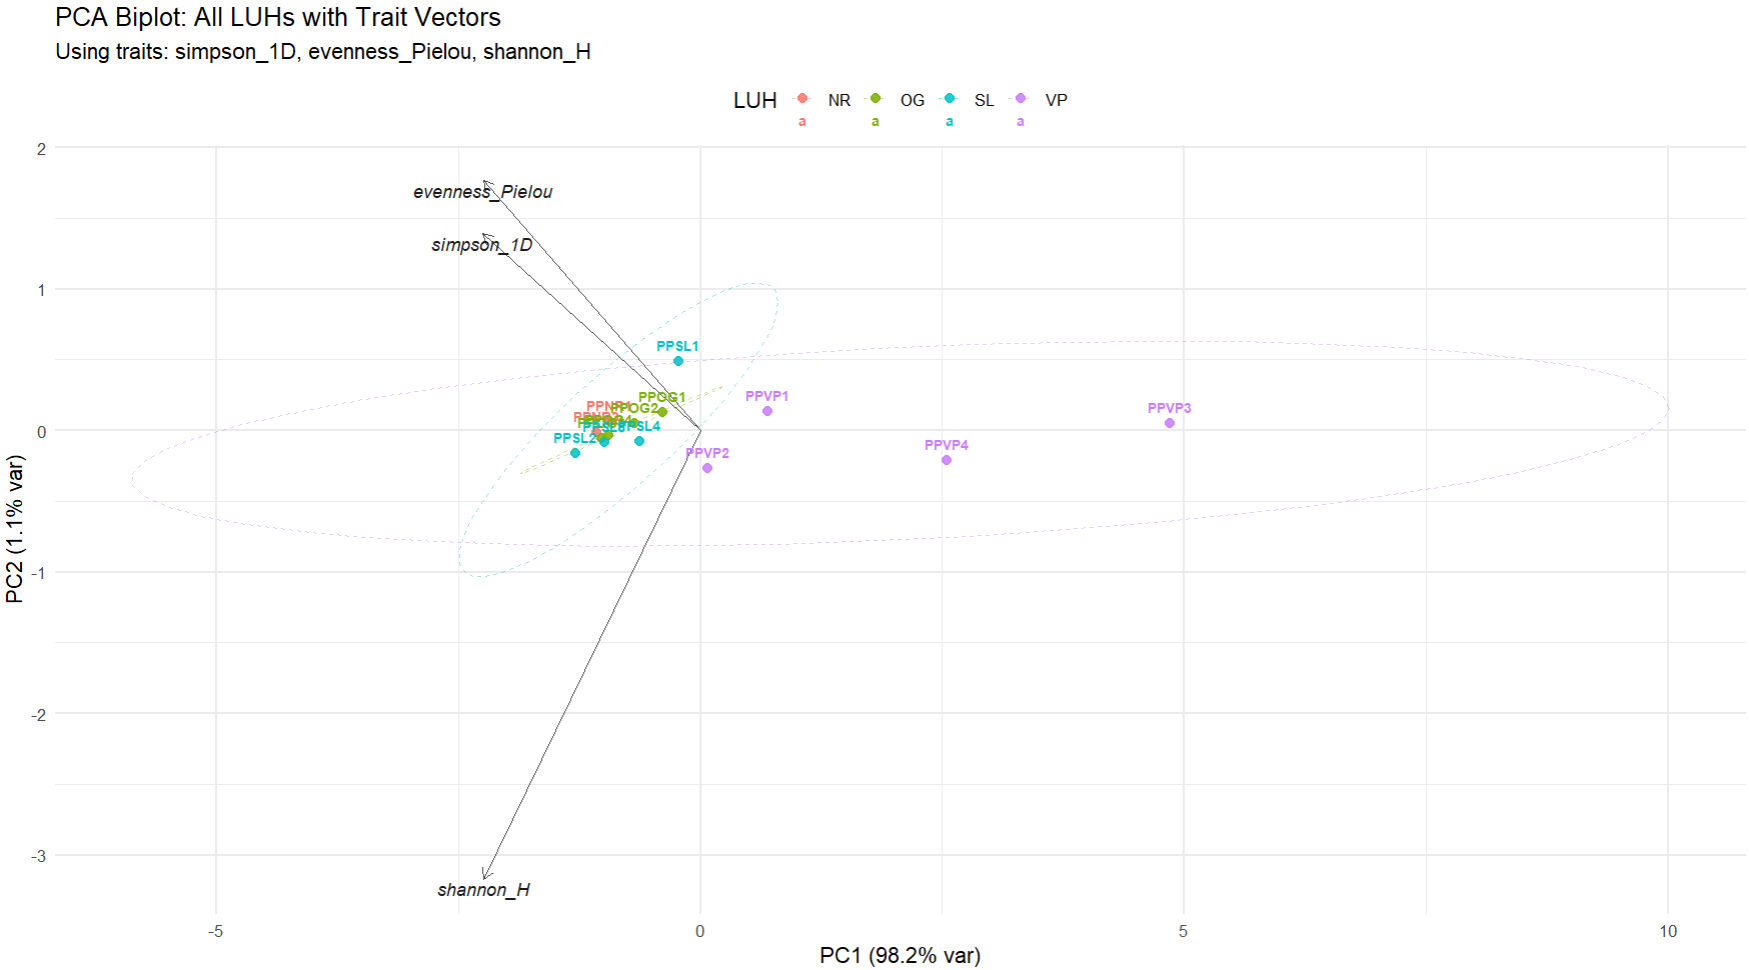 PCA Biplot: All LUHs with Trait Vectors
Using traits: simpson_1D, evenness_Pielou, shannon_H
LUH NR OG SL VP
a a a a
2
evenness_Pielou
simpson_1D
1
PPSL1
PPOG1
PPVP1
PPNR1
PPOG2
PPVP3
0
PPSL4
PPSL2
PPVP4
PPVP2
-1
-2
-3
shannon_H
PC2 (1.1% var)
-5 0 5 10
PC1 (98.2% var)